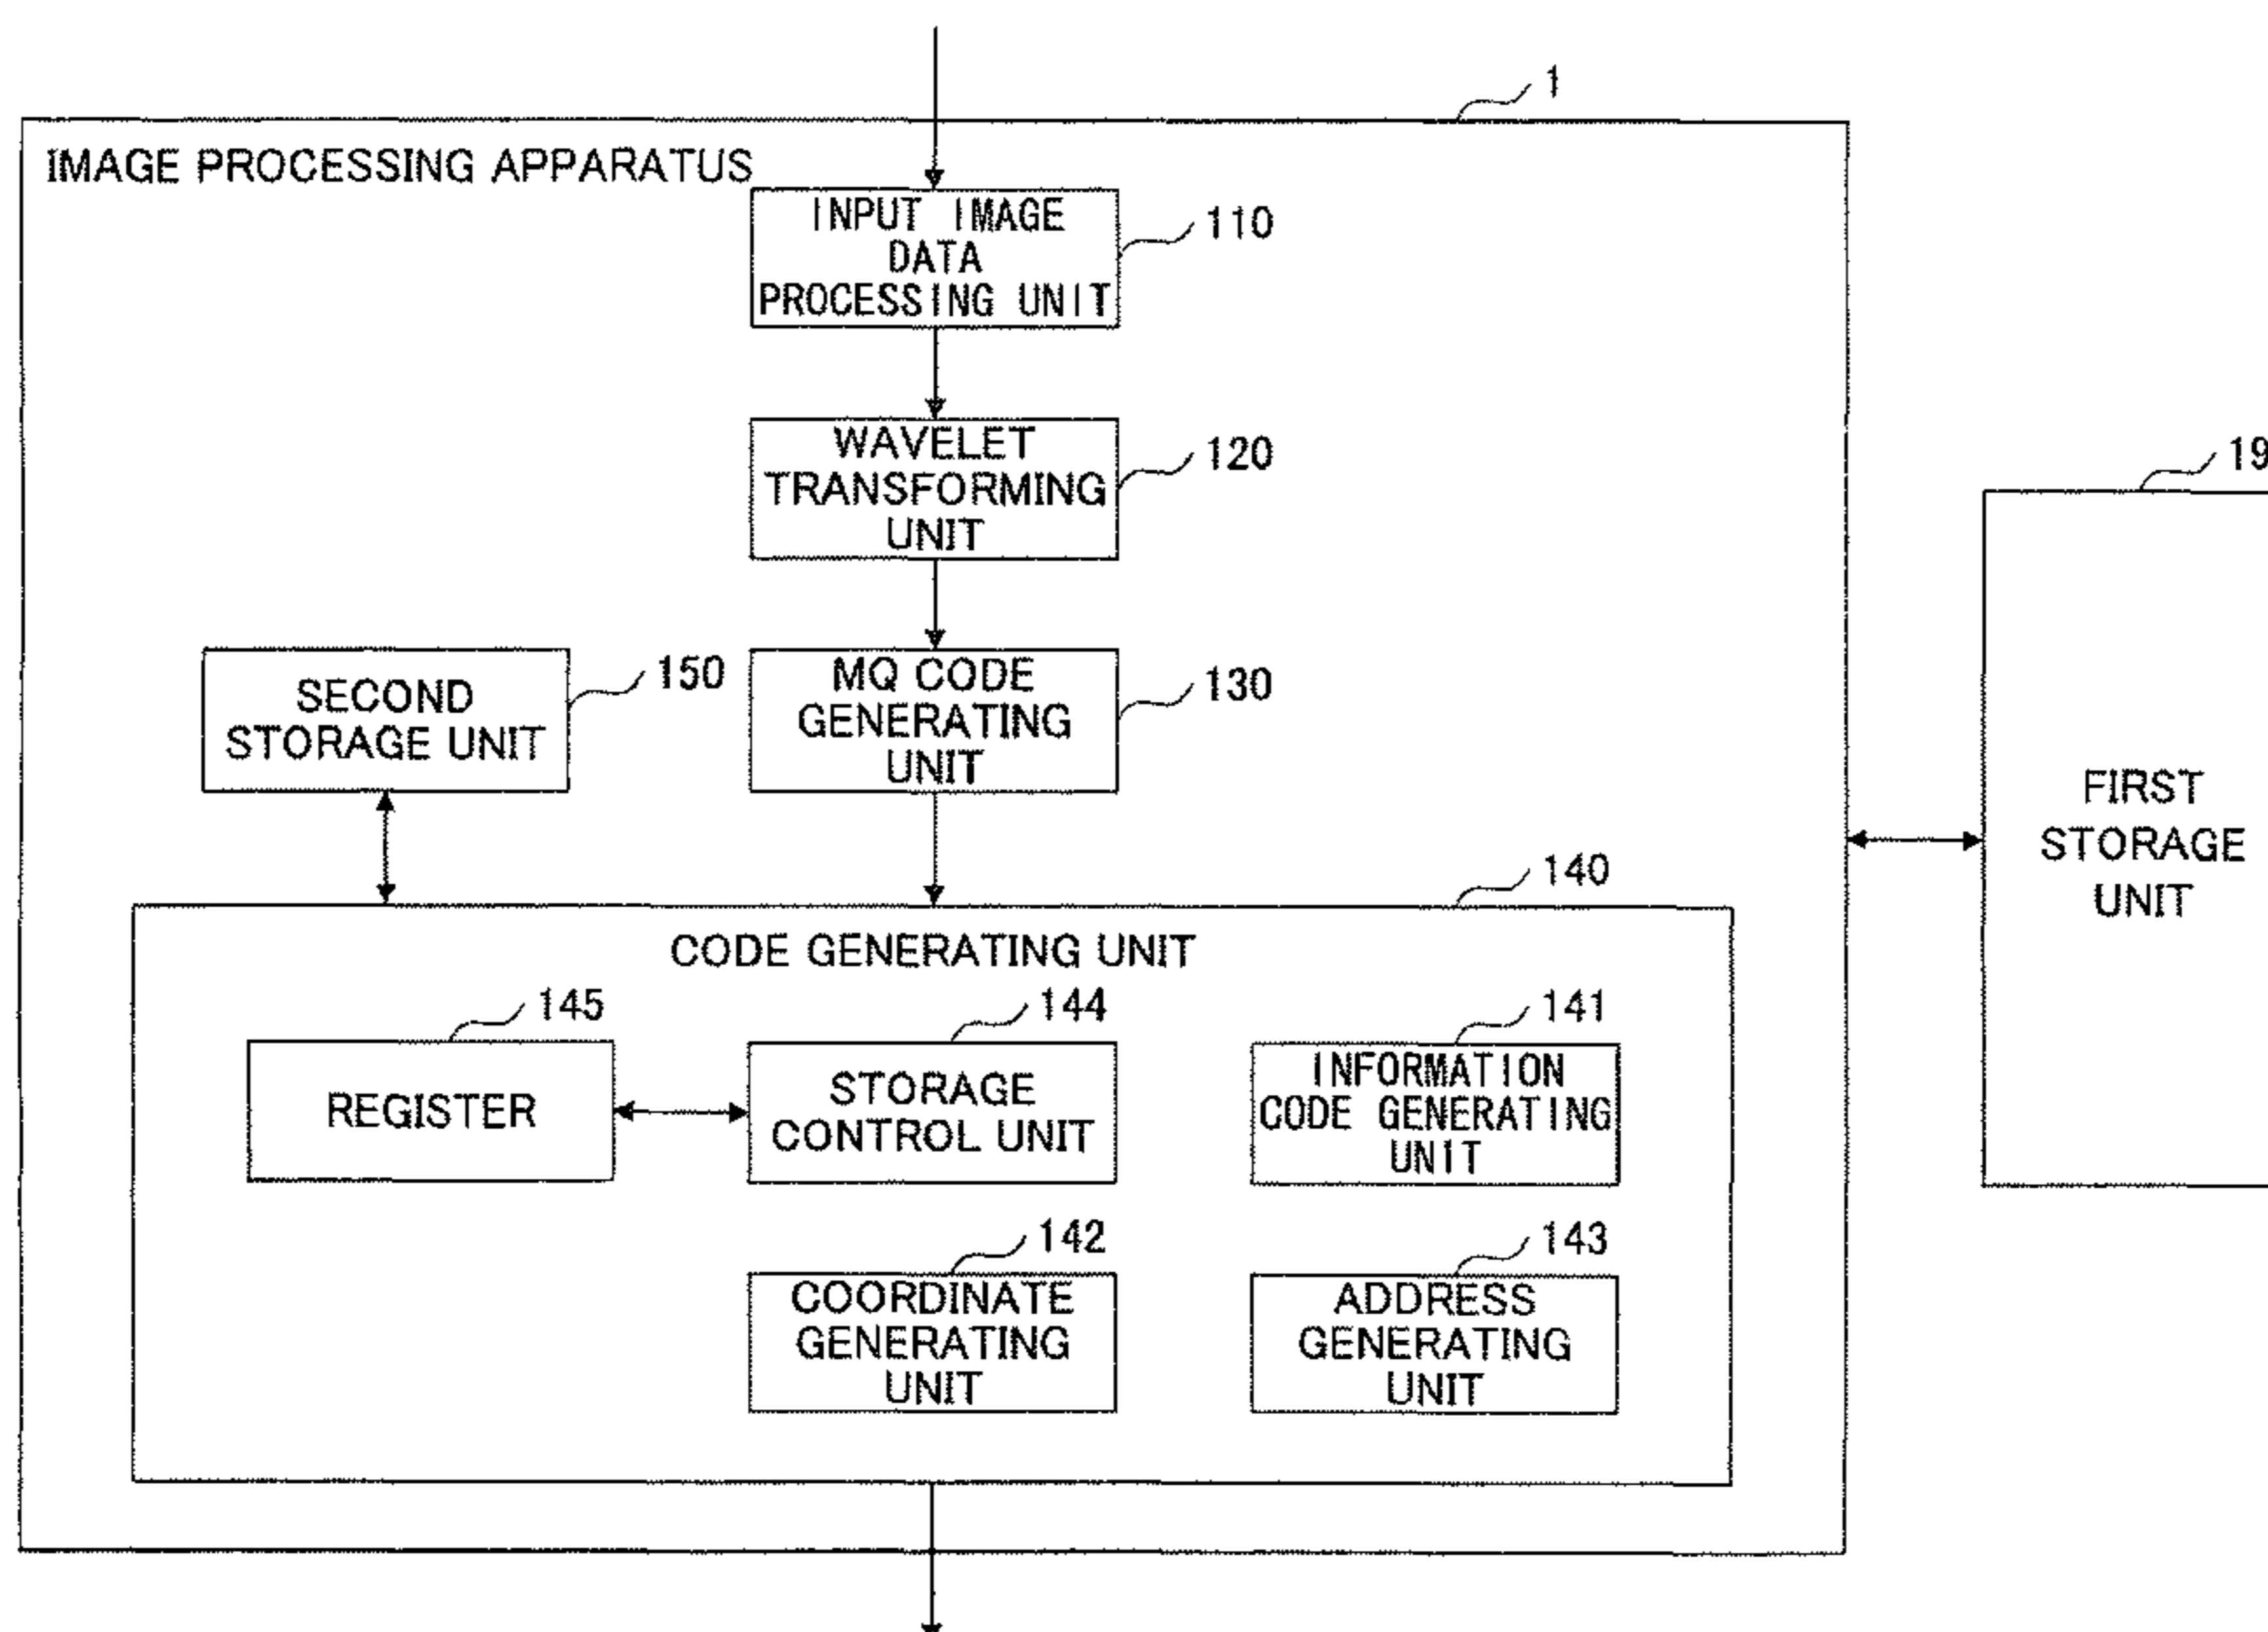 1
IMAGE PROCESSING APPARATUS
INPUT IMAGE
DATA
PROCESSING UNIT
110
WAVELET
TRANSFORMING
UNIT
120
19
SECOND
STORAGE UNIT
150
MQ CODE
GENERATING
UNIT
130
FIRST
STORAGE
UNIT
140
CODE GENERATING UNIT
145
REGISTER
144
STORAGE
CONTROL UNIT
141
INFORMATION
CODE GENERATING
UNIT
142
COORDINATE
GENERATING
UNIT
143
ADDRESS
GENERATING
UNIT